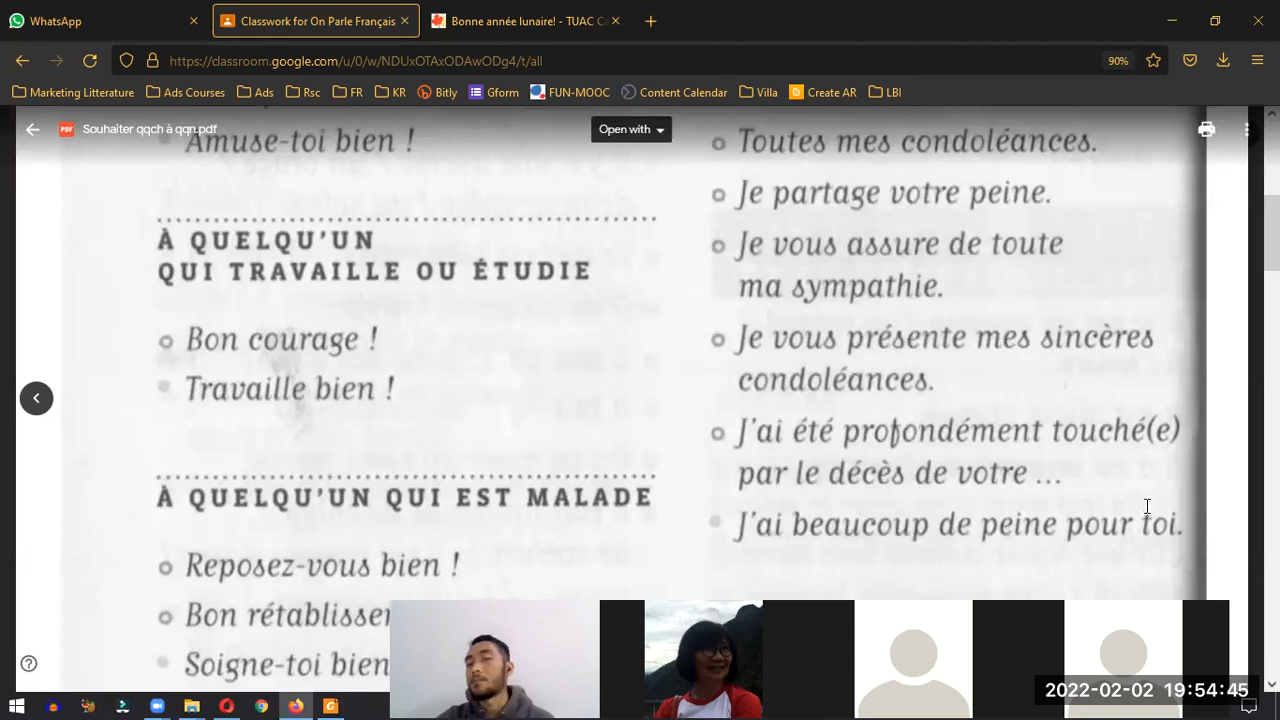 WhatsApp
Classwork for On Parle Français
Bonne année lunaire! - TUAC
https://classroom.google.com/u/0/w/NDUxOTAxODAwODg4/t/all
90%
Marketing Litterature
Ads Courses
Ads
Rsc
FR
KR
Bitly
Gform
FUN-MOOC
Content Calendar
Villa
Create AR
LBI
PDF
Souhaiter qqch à qqn.pdf
Open with
Amuse-toi bien !
À QUELQU'UN
QUI TRAVAILLE OU ÉTUDIE
Bon courage !
Travaille bien !
À QUELQU'UN QUI EST MALADE
Reposez-vous bien !
Bon
Soigne-toi bien
Toutes mes condoléances.
Je partage votre peine.
Je vous assure de toute
ma sympathie.
Je vous présente mes sincères
condoléances.
J'ai été profondément touché(e)
par le décès de votre ...
J'ai beaucoup de peine pour toi.
2022-02-02 19:54:45